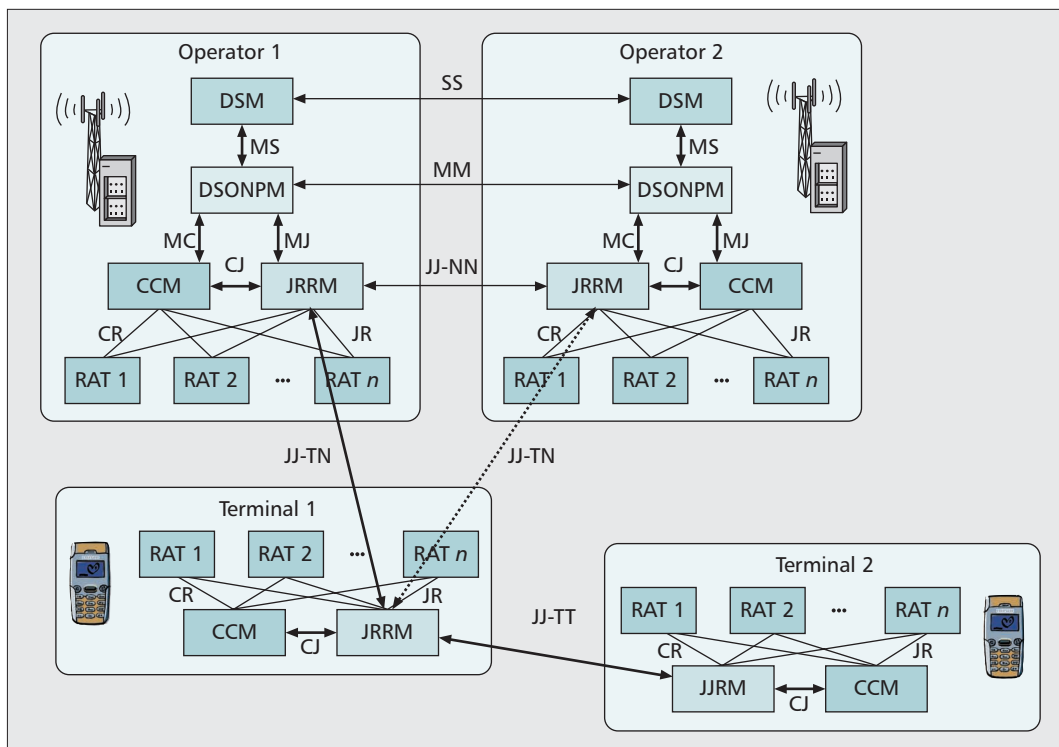 Operator 1
Operator 2
DSM
SS
DSM
MS
MS
DSONPM
MM
DSONPM
MC
MJ
MC
MJ
CCM
CJ
JRRM
JJ-NN
JRRM
CJ
CCM
CR
JR
CR
JR
RAT 1
RAT 2
...
RAT n
RAT 1
RAT 2
...
RAT n
JJ-TN
JJ-TN
Terminal 1
RAT 1
RAT 2
...
RAT n
CR
JR
CCM
CJ
JRRM
JJ-TT
Terminal 2
RAT 1
RAT 2
...
RAT n
CR
JR
JJRM
CJ
CCM